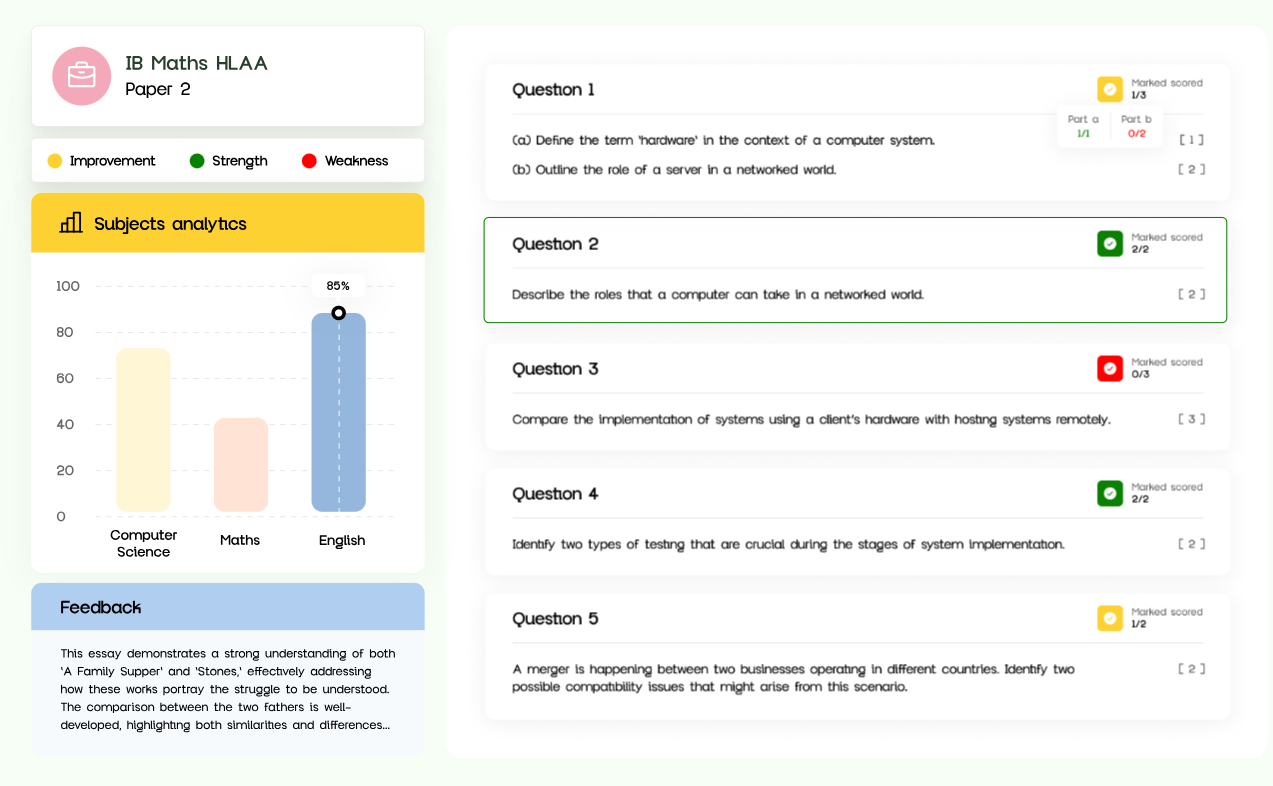 IB Maths HLAA
Paper 2
Improvement
Strength
Weakness
Subjects analytics
100
80
60
40
20
0
85%
Computer
Science
Maths
English
Feedback
This essay demonstrates a strong understanding of both
'A Family Supper' and 'Stones,' effectively addressing
how these works portray the struggle to be understood.
The comparison between the two fathers is well-
developed, highlighting both similarities and differences...
Question 1
Marked scored
1/3
Part a
1/1
Part b
0/2
(a) Define the term 'hardware' in the context of a computer system.
[ 1 ]
(b) Outline the role of a server in a networked world.
[ 2 ]
Question 2
Marked scored
2/2
Describe the roles that a computer can take in a networked world.
[ 2 ]
Question 3
Marked scored
0/3
Compare the implementation of systems using a client's hardware with hosting systems remotely.
[ 3 ]
Question 4
Marked scored
2/2
Identify two types of testing that are crucial during the stages of system implementation.
[ 2 ]
Question 5
Marked scored
1/2
A merger is happening between two businesses operating in different countries. Identify two
possible compatibility issues that might arise from this scenario.
[ 2 ]